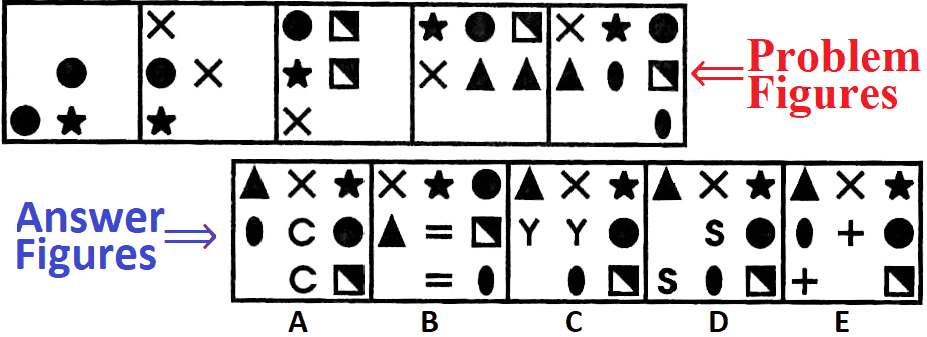 Problem
Figures
Answer
Figures
C = Y Y S +
C = S +
A B C D E